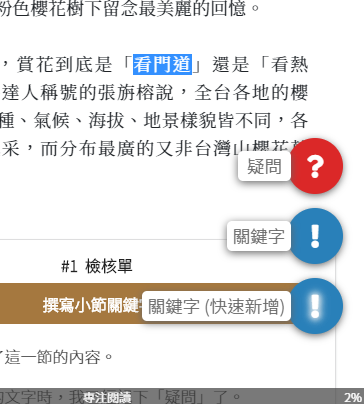 粉色櫻花樹下留念最美麗的回憶。
，賞花到底是「看門道」還是「看熱
達人稱號的張旃榕說，全台各地的櫻
種、氣候、海拔、地景樣貌皆不同，各
采，而分布最廣的又非台灣山櫻花莫
疑問
?
關鍵字
!
#1 檢核單
撰寫小節關鍵字
關鍵字 (快速新增)
!
了這一節的內容。
的文字時，我 下「疑問」了。
專注閱讀
2%